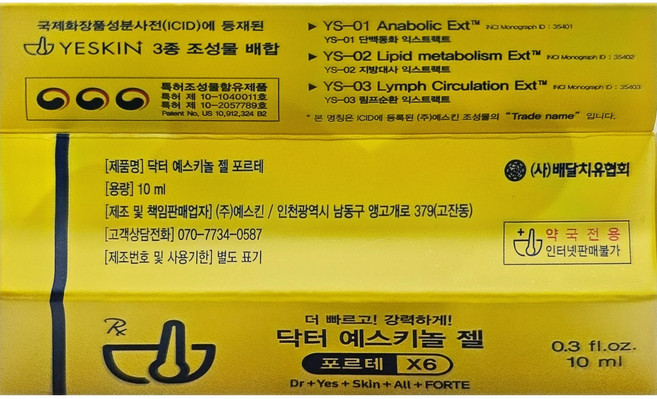 국제화장품성분사전(ICID)에 등재된
YESKIN 3종 조성물 배합
특허조성물함유제품
특허 제 10-1040011호
특허 제 10-2057789호
Patent No, US 10,912,324 B2
▶ YS-01 Anabolic Ext™ INCI Monograph ID : 35401
YS-01 단백동화 익스트랙트
▶ YS-02 Lipid metabolism Ext™ INCI Monograph ID : 35402
YS-02 지방대사 익스트랙트
▶ YS-03 Lymph Circulation Ext™ INCI Monograph ID : 35403
YS-03 림프순환 익스트랙트
* 본 명칭은 ICID에 등록된 (주)예스킨 조성물의 "Trade name" 입니다.
[제품명] 닥터 예스키놀 젤 포르테
[용량] 10 ml
[제조 및 책임판매업자] (주)예스킨 / 인천광역시 남동구 앵고개로 379(고잔동)
[고객상담전화] 070-7734-0587
[제조번호 및 사용기한] 별도 표기
(사)배달치유협회
약국전용
인터넷판매불가
Rx
더 빠르고! 강력하게!
닥터 예스키놀 젤
포르테 X6
Dr+Yes+Skin+All+FORTE
0.3 fl.oz.
10 ml